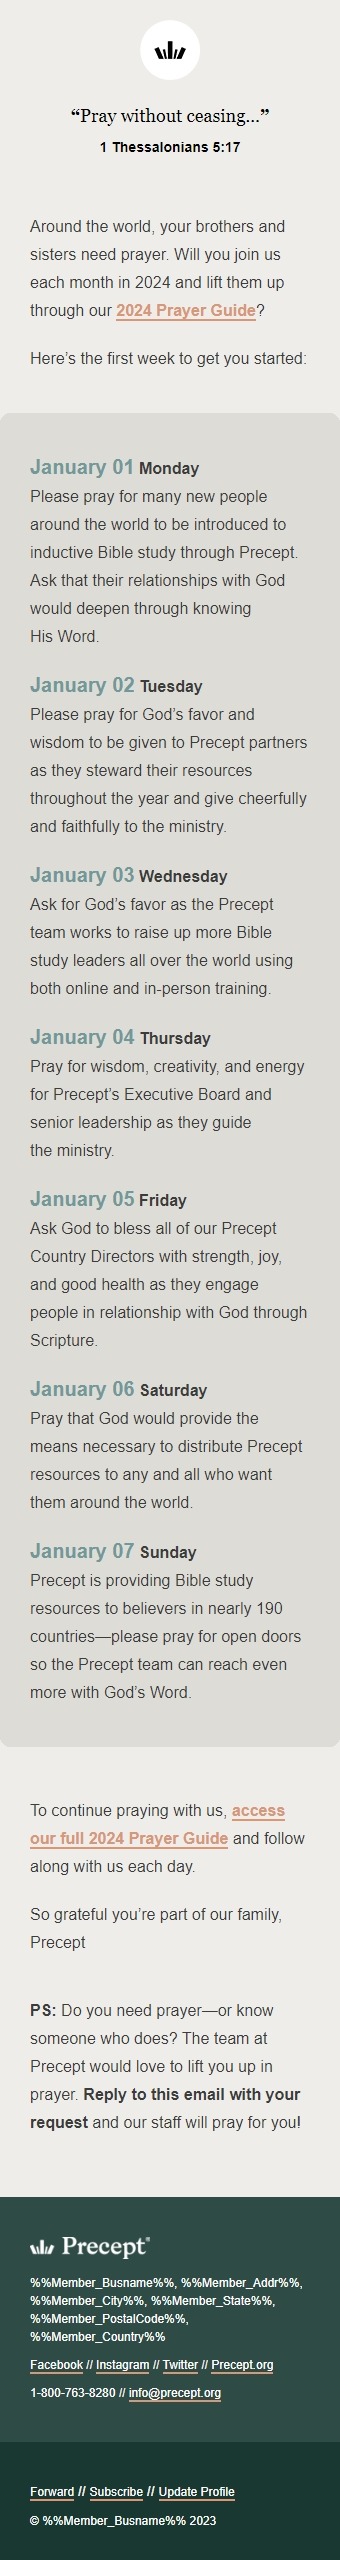 “Pray without ceasing...”
1 Thessalonians 5:17
Around the world, your brothers and
sisters need prayer. Will you join us
each month in 2024 and lift them up
through our 2024 Prayer Guide?
Here’s the first week to get you started:
January 01 Monday
Please pray for many new people
around the world to be introduced to
inductive Bible study through Precept.
Ask that their relationships with God
would deepen through knowing
His Word.
January 02 Tuesday
Please pray for God’s favor and
wisdom to be given to Precept partners
as they steward their resources
throughout the year and give cheerfully
and faithfully to the ministry.
January 03 Wednesday
Ask for God’s favor as the Precept
team works to raise up more Bible
study leaders all over the world using
both online and in-person training.
January 04 Thursday
Pray for wisdom, creativity, and energy
for Precept’s Executive Board and
senior leadership as they guide
the ministry.
January 05 Friday
Ask God to bless all of our Precept
Country Directors with strength, joy,
and good health as they engage
people in relationship with God through
Scripture.
January 06 Saturday
Pray that God would provide the
means necessary to distribute Precept
resources to any and all who want
them around the world.
January 07 Sunday
Precept is providing Bible study
resources to believers in nearly 190
countries—please pray for open doors
so the Precept team can reach even
more with God’s Word.
To continue praying with us, access
our full 2024 Prayer Guide and follow
along with us each day.
So grateful you’re part of our family,
Precept
PS: Do you need prayer—or know
someone who does? The team at
Precept would love to lift you up in
prayer. Reply to this email with your
request and our staff will pray for you!
Precept®
%%Member_Busname%%, %%Member_Addr%%,
%%Member_City%%, %%Member_State%%,
%%Member_PostalCode%%,
%%Member_Country%%
Facebook // Instagram // Twitter // Precept.org
1-800-763-8280 // info@precept.org
Forward // Subscribe // Update Profile
© %%Member_Busname%% 2023